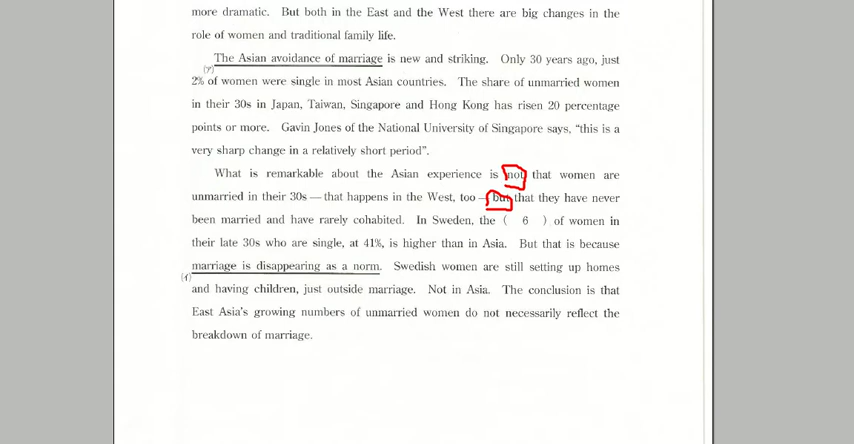 more dramatic. But both in the East and the West there are big changes in the
role of women and traditional family life.
The Asian avoidance of marriage is new and striking. Only 30 years ago, just
(ア)
2% of women were single in most Asian countries. The share of unmarried women
in their 30s in Japan, Taiwan, Singapore and Hong Kong has risen 20 percentage
points or more. Gavin Jones of the National University of Singapore says, “this is a
very sharp change in a relatively short period”.
What is remarkable about the Asian experience is not that women are
unmarried in their 30s — that happens in the West, too — but that they have never
been married and have rarely cohabited. In Sweden, the ( 6 ) of women in
their late 30s who are single, at 41%, is higher than in Asia. But that is because
marriage is disappearing as a norm. Swedish women are still setting up homes
(イ)
and having children, just outside marriage. Not in Asia. The conclusion is that
East Asia's growing numbers of unmarried women do not necessarily reflect the
breakdown of marriage.